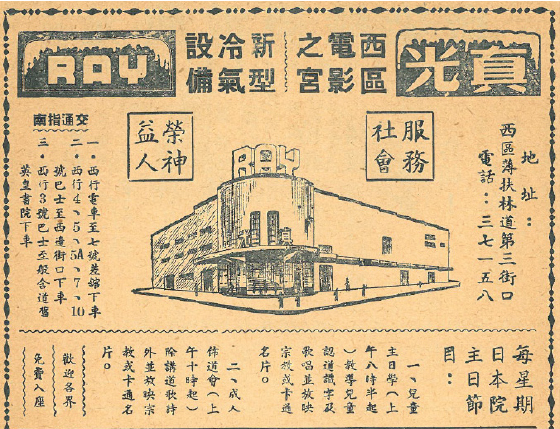 真光
西區
電影
之宮
新型
冷氣
設備
RAY
地址：
西區薄扶林道第三街口
電話：三七一五八
服務
社會
榮神
益人
RAY
交通指南
一．西行電車至七號差館下車
二．西行4、5、5A、7、10
號巴士至西邊街口下車
三．西行3號巴士至般含道舊
英皇書院下車
每星期
日本院
主日節
目：
一、兒童
主日學（上
午八時半起
）教導兒童
認道識字及
歌唱並放映
宗教或卡通
名片。
二、成人
佈道會（上
午十時起）
除講道歌詩
外並放映宗
教或卡通名
片。
歡迎各界
免費入座